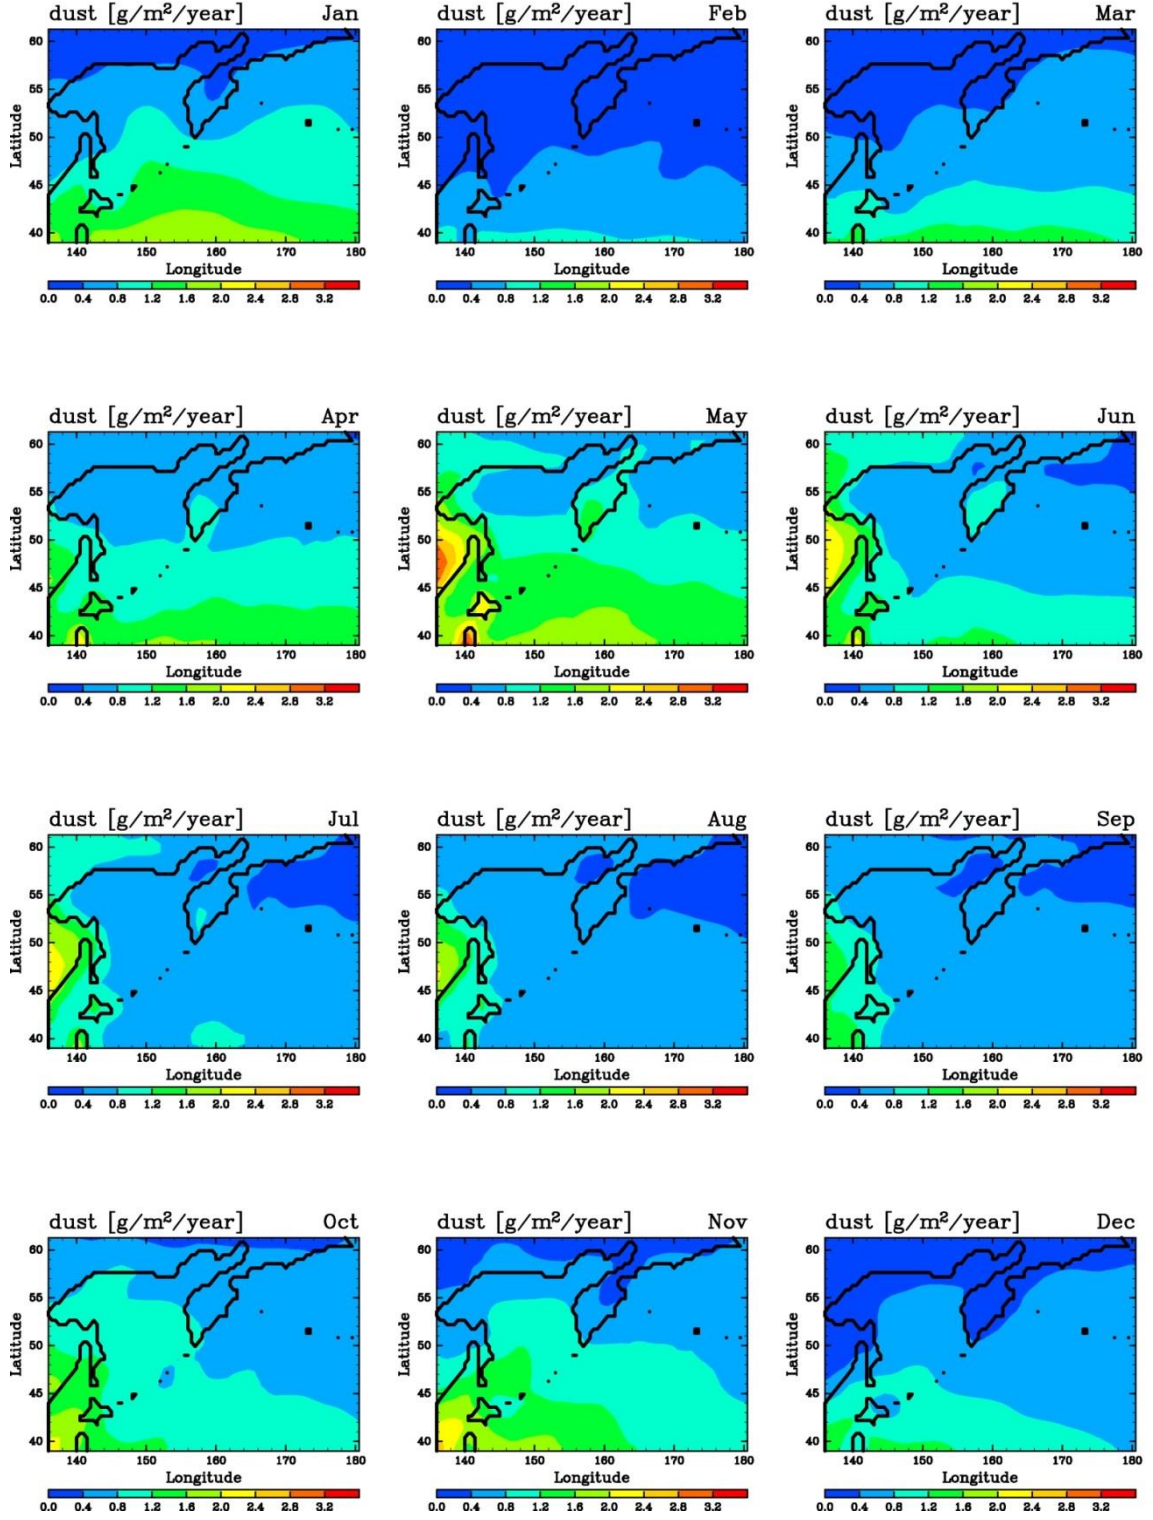 dust [g/m²/year] Jan dust [g/m²/year] Feb dust [g/m²/year] Mar
60 60 60
55 55 55
Latitude Latitude Latitude
50 50 50
45 45 45
40 40 40
140 150 160 170 180 140 150 160 170 180 140 150 160 170 180
Longitude Longitude Longitude
0.0 0.4 0.8 1.2 1.6 2.0 2.4 2.8 3.2 0.0 0.4 0.8 1.2 1.6 2.0 2.4 2.8 3.2 0.0 0.4 0.8 1.2 1.6 2.0 2.4 2.8 3.2
dust [g/m²/year] Apr dust [g/m²/year] May dust [g/m²/year] Jun
60 60 60
55 55 55
Latitude Latitude Latitude
50 50 50
45 45 45
40 40 40
140 150 160 170 180 140 150 160 170 180 140 150 160 170 180
Longitude Longitude Longitude
0.0 0.4 0.8 1.2 1.6 2.0 2.4 2.8 3.2 0.0 0.4 0.8 1.2 1.6 2.0 2.4 2.8 3.2 0.0 0.4 0.8 1.2 1.6 2.0 2.4 2.8 3.2
dust [g/m²/year] Jul dust [g/m²/year] Aug dust [g/m²/year] Sep
60 60 60
55 55 55
Latitude Latitude Latitude
50 50 50
45 45 45
40 40 40
140 150 160 170 180 140 150 160 170 180 140 150 160 170 180
Longitude Longitude Longitude
0.0 0.4 0.8 1.2 1.6 2.0 2.4 2.8 3.2 0.0 0.4 0.8 1.2 1.6 2.0 2.4 2.8 3.2 0.0 0.4 0.8 1.2 1.6 2.0 2.4 2.8 3.2
dust [g/m²/year] Oct dust [g/m²/year] Nov dust [g/m²/year] Dec
60 60 60
55 55 55
Latitude Latitude Latitude
50 50 50
45 45 45
40 40 40
140 150 160 170 180 140 150 160 170 180 140 150 160 170 180
Longitude Longitude Longitude
0.0 0.4 0.8 1.2 1.6 2.0 2.4 2.8 3.2 0.0 0.4 0.8 1.2 1.6 2.0 2.4 2.8 3.2 0.0 0.4 0.8 1.2 1.6 2.0 2.4 2.8 3.2